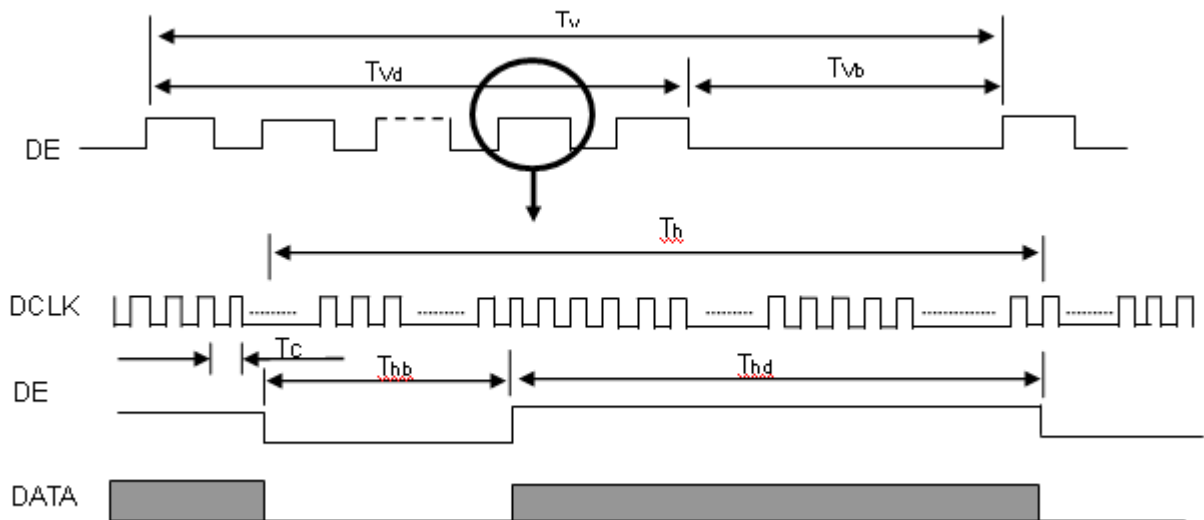 Tv
TVd
TVb
DE
Th
DCLK
TC
Thb
Thd
DE
DATA